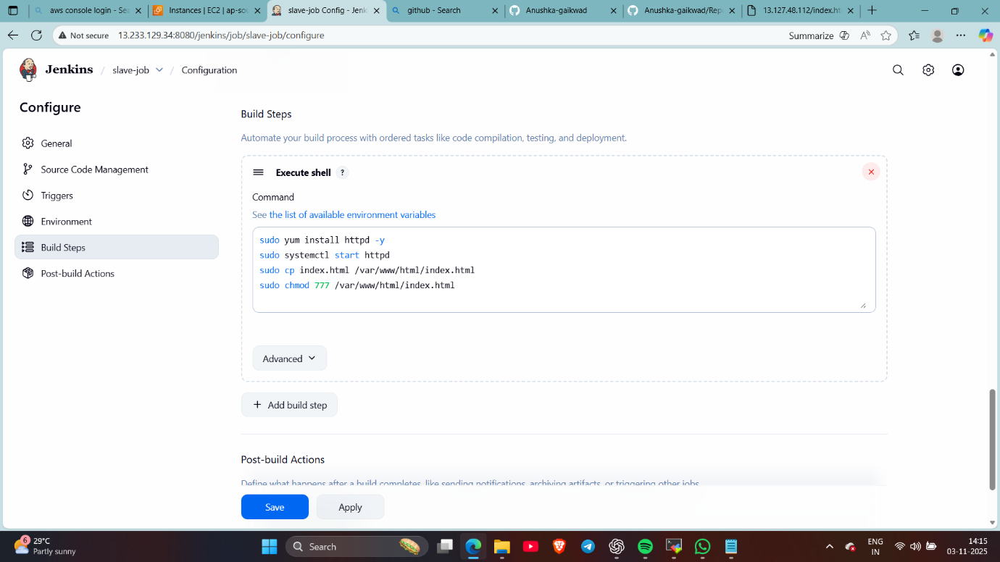 aws console login - Sea
Instances | EC2 | ap-sou
slave-job Config - Jenk
github - Search
Anushka-gaikwad
Anushka-gaikwad/Repo
13.127.48.112/index.ht
Not secure
13.233.129.34:8080/jenkins/job/slave-job/configure
Summarize
Jenkins / slave-job / Configuration
Configure
General
Source Code Management
Triggers
Environment
Build Steps
Post-build Actions
Build Steps
Automate your build process with ordered tasks like code compilation, testing, and deployment.
Execute shell ?
Command
See the list of available environment variables
sudo yum install httpd -y
sudo systemctl start httpd
sudo cp index.html /var/www/html/index.html
sudo chmod 777 /var/www/html/index.html
Advanced
+ Add build step
Post-build Actions
Define what happens after a build completes, like sending notifications, archiving artifacts, or triggering other jobs.
Save
Apply
6
29°C
Partly sunny
Search
ENG
IN
14:15
03-11-2025